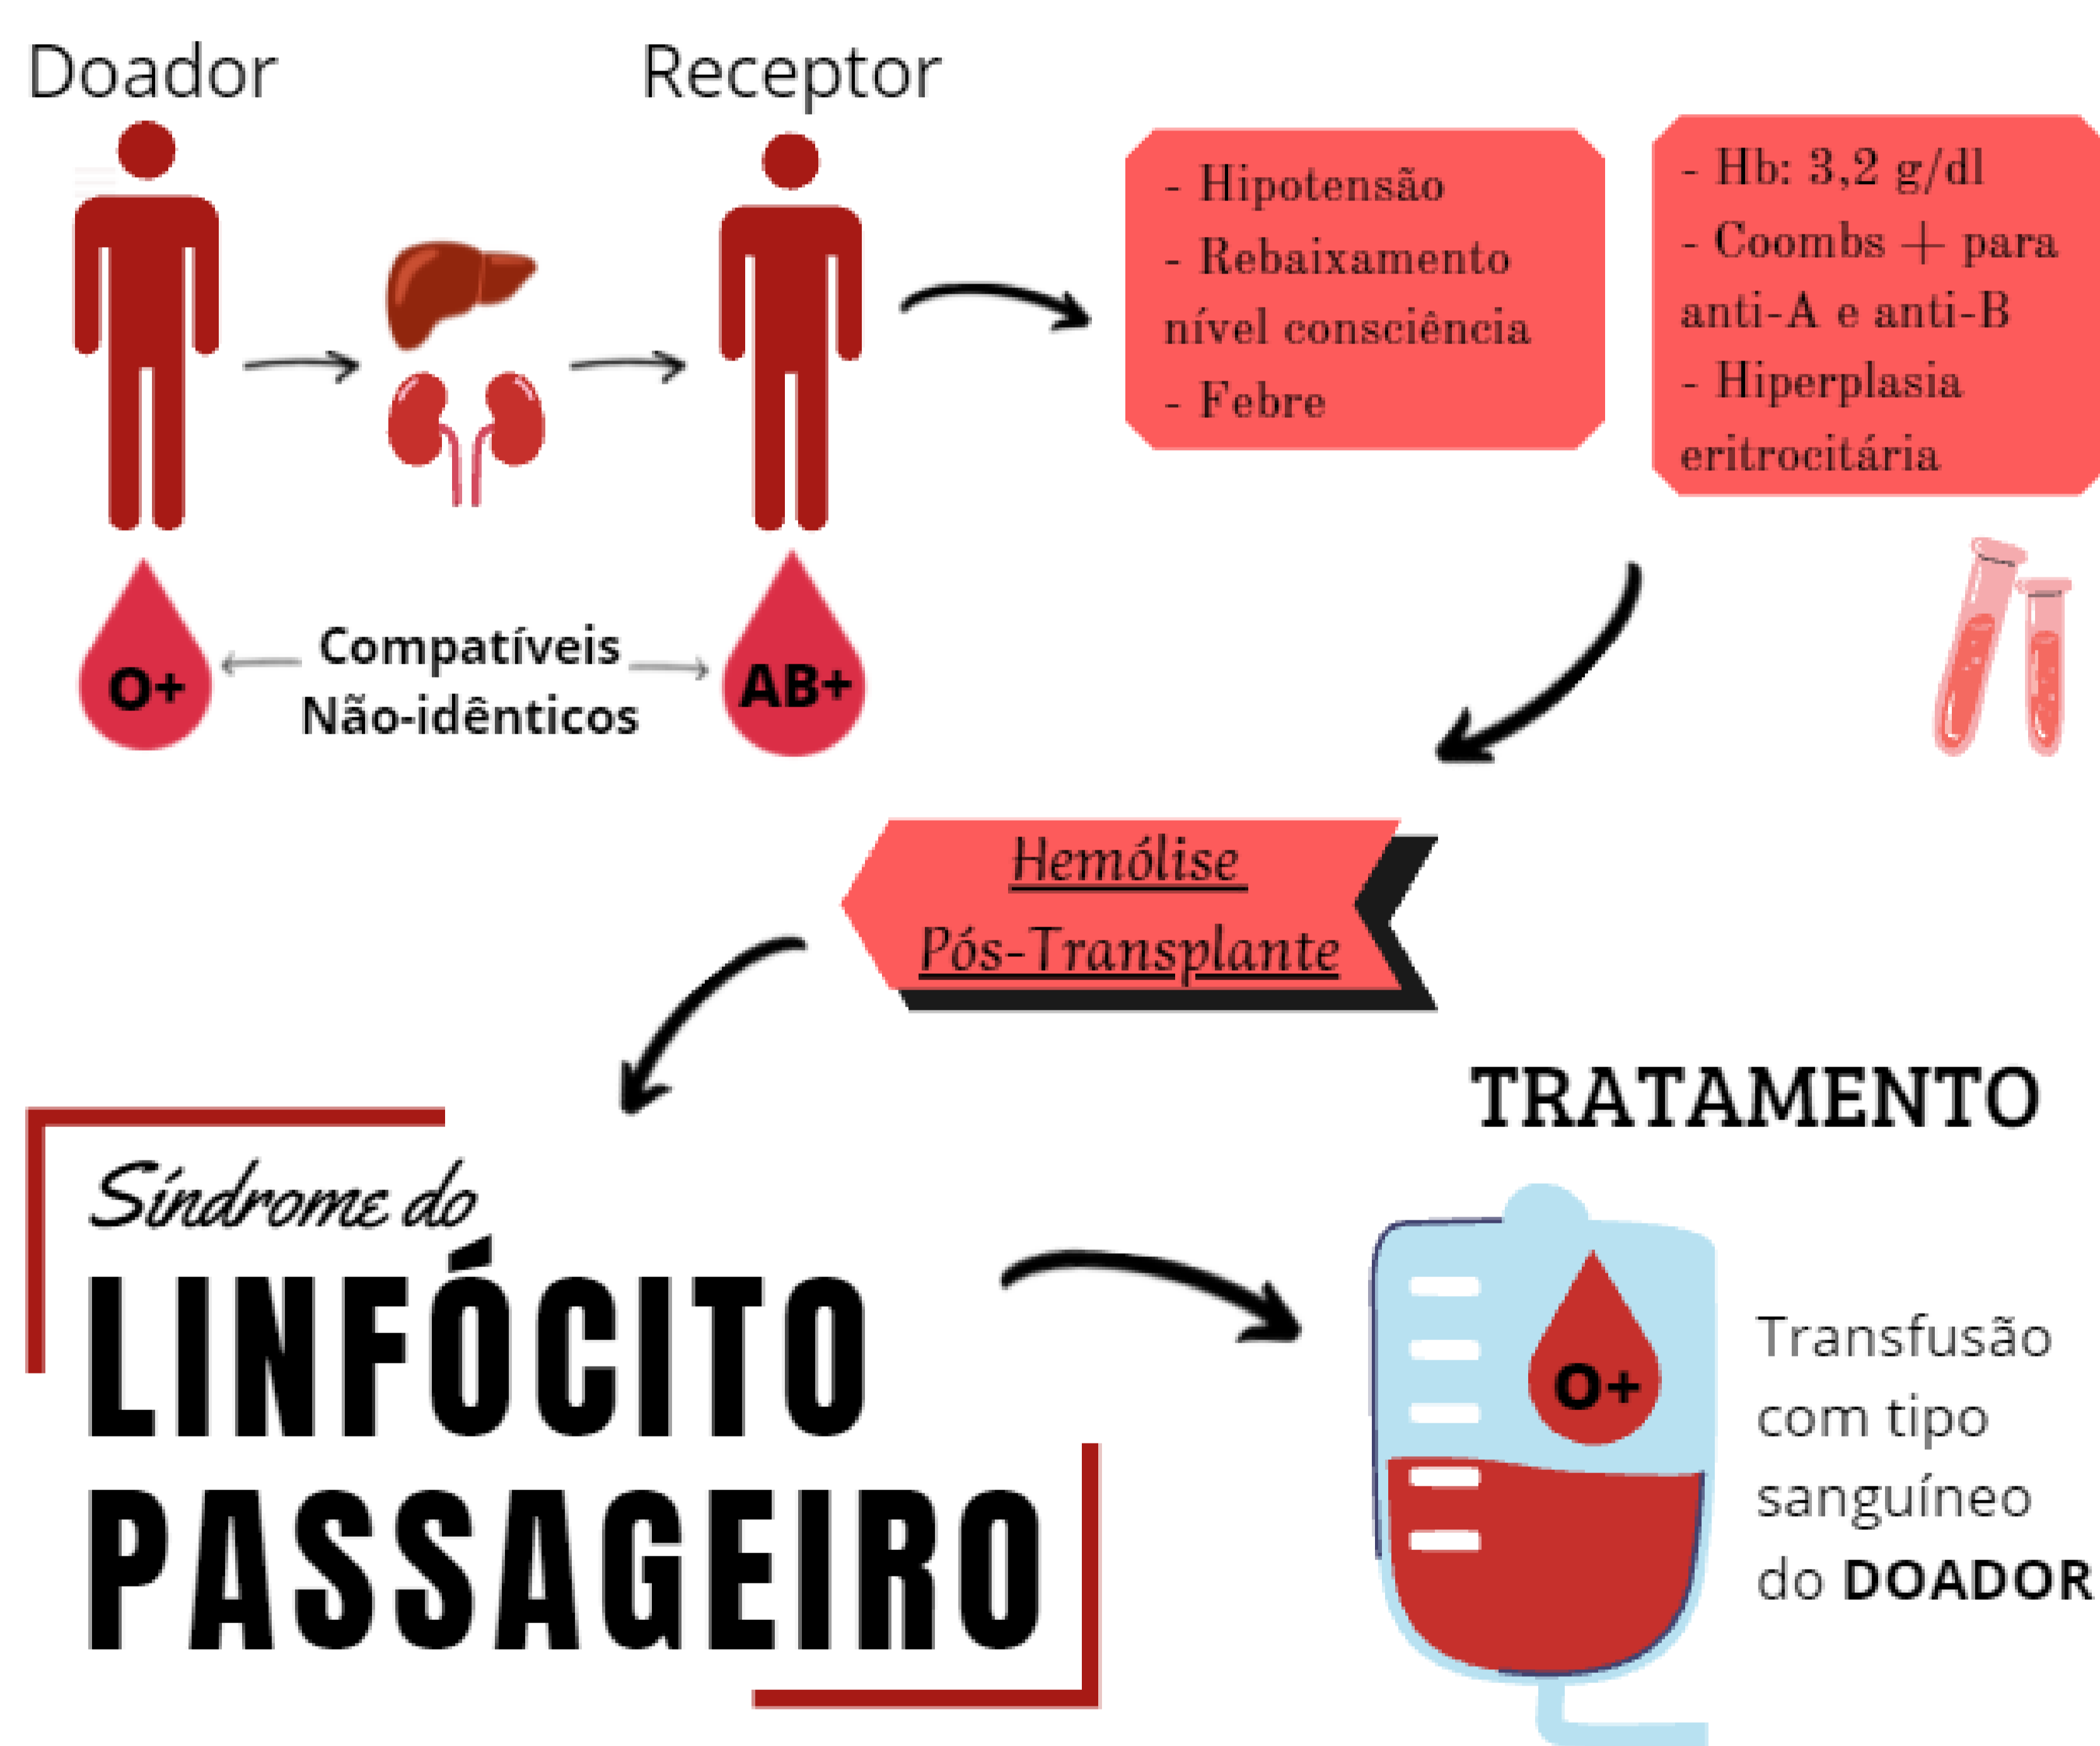 Doador
Receptor
- Hipotensão
- Rebaixamento
nível consciência
- Febre
- Hb: 3,2 g/dl
- Coombs + para
anti-A e anti-B
- Hiperplasia
eritrocitária
O+
Compatíveis
Não-idênticos
AB+
Hemólise
Pós-Transplante
Síndrome do
LINFÓCITO
PASSAGEIRO
TRATAMENTO
O+
Transfusão
com tipo
sanguíneo
do DOADOR